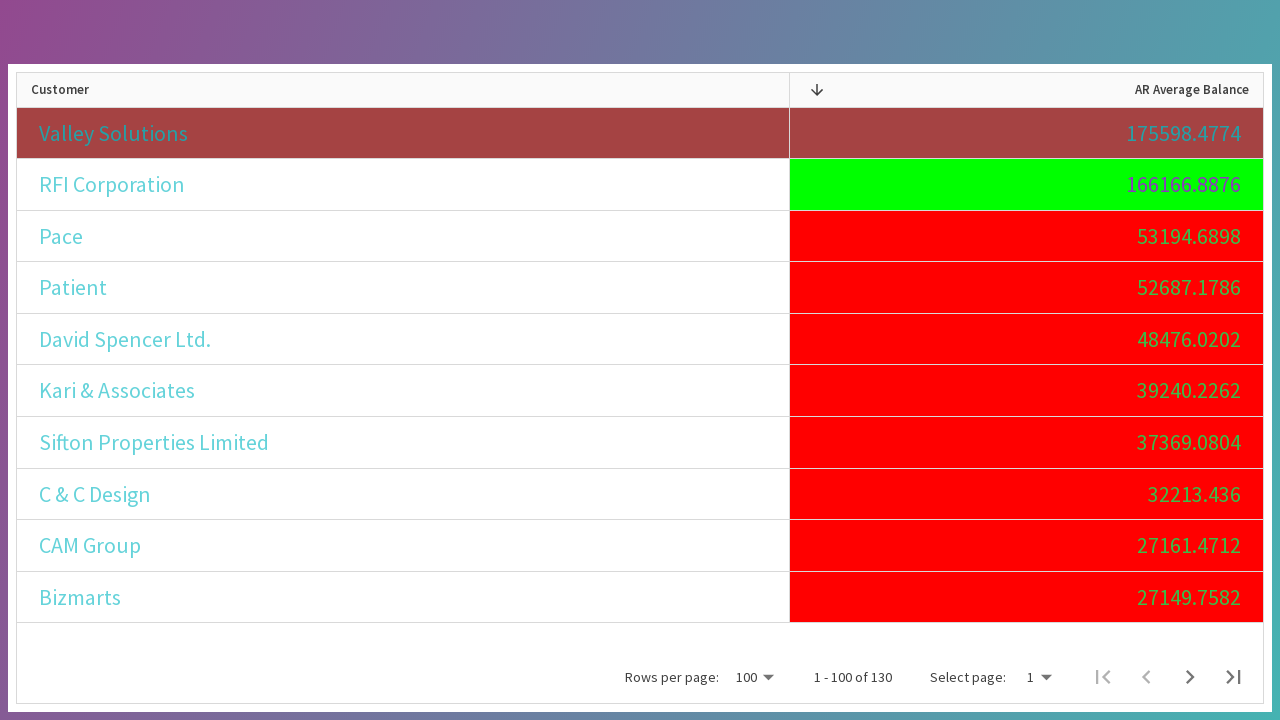 Customer AR Average Balance
Valley Solutions 175598.4774
RFI Corporation 166166.8876
Pace 53194.6898
Patient 52687.1786
David Spencer Ltd. 48476.0202
Kari & Associates 39240.2262
Sifton Properties Limited 37369.0804
C & C Design 32213.436
CAM Group 27161.4712
Bizmarts 27149.7582
Rows per page: 100 1 - 100 of 130 Select page: 1